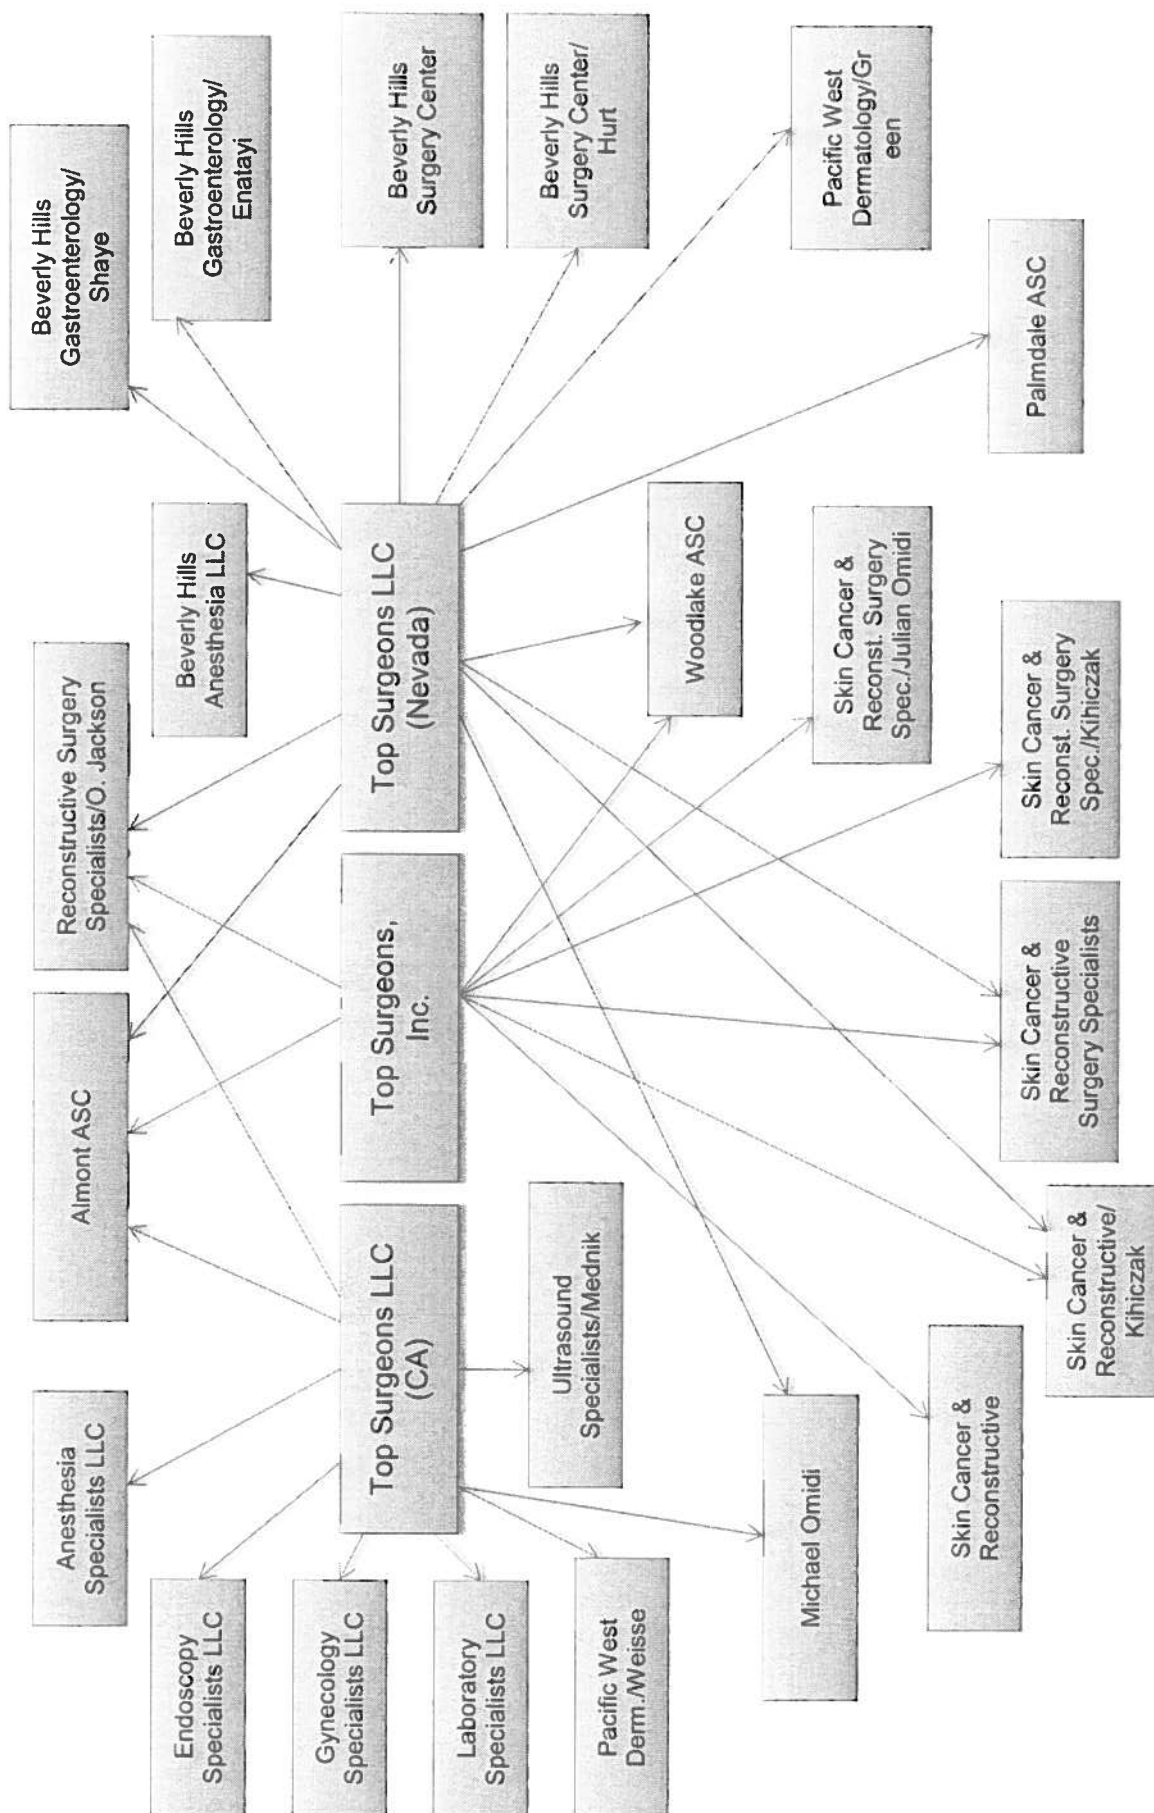 Anesthesia
Specialists LLC
Almont ASC
Reconstructive Surgery
Specialists/O. Jackson
Beverly Hills
Gastroenterology/
Shaye
Endoscopy
Specialists LLC
Beverly Hills
Anesthesia LLC
Beverly Hills
Gastroenterology/
Enatayi
Gynecology
Specialists LLC
Top Surgeons LLC
(CA)
Top Surgeons,
Inc.
Top Surgeons LLC
(Nevada)
Beverly Hills
Surgery Center
Laboratory
Specialists LLC
Ultrasound
Specialists/Mednik
Beverly Hills
Surgery Center/
Hurt
Pacific West
Derm./Weisse
Woodlake ASC
Michael Omidi
Skin Cancer &
Reconst. Surgery
Spec./Julian Omidi
Pacific West
Dermatology/Gr
een
Skin Cancer &
Reconstructive
Skin Cancer &
Reconstructive/
Kihiczak
Skin Cancer &
Reconstructive
Surgery Specialists
Skin Cancer &
Reconst. Surgery
Spec./Kihiczak
Palmdale ASC